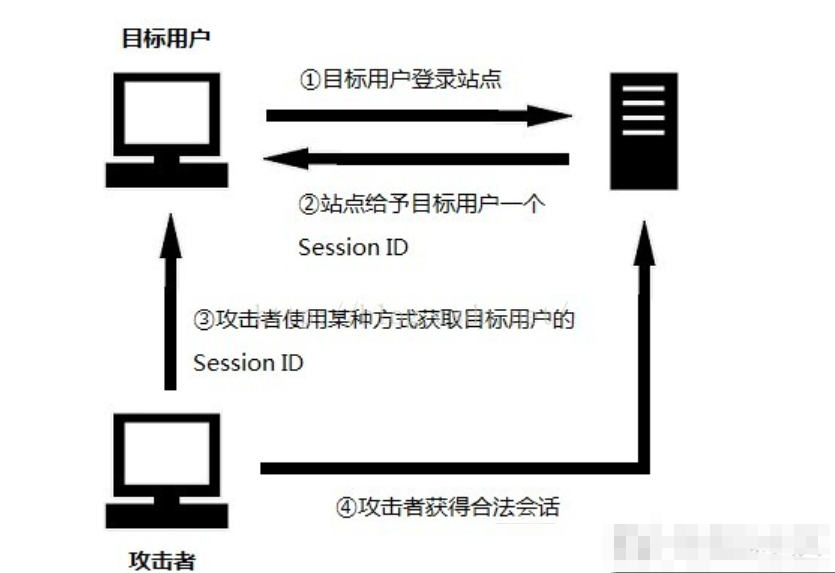 目标用户
①目标用户登录站点
②站点给予目标用户一个
Session ID
③攻击者使用某种方式获取目标用户的
Session ID
④攻击者获得合法会话
攻击者